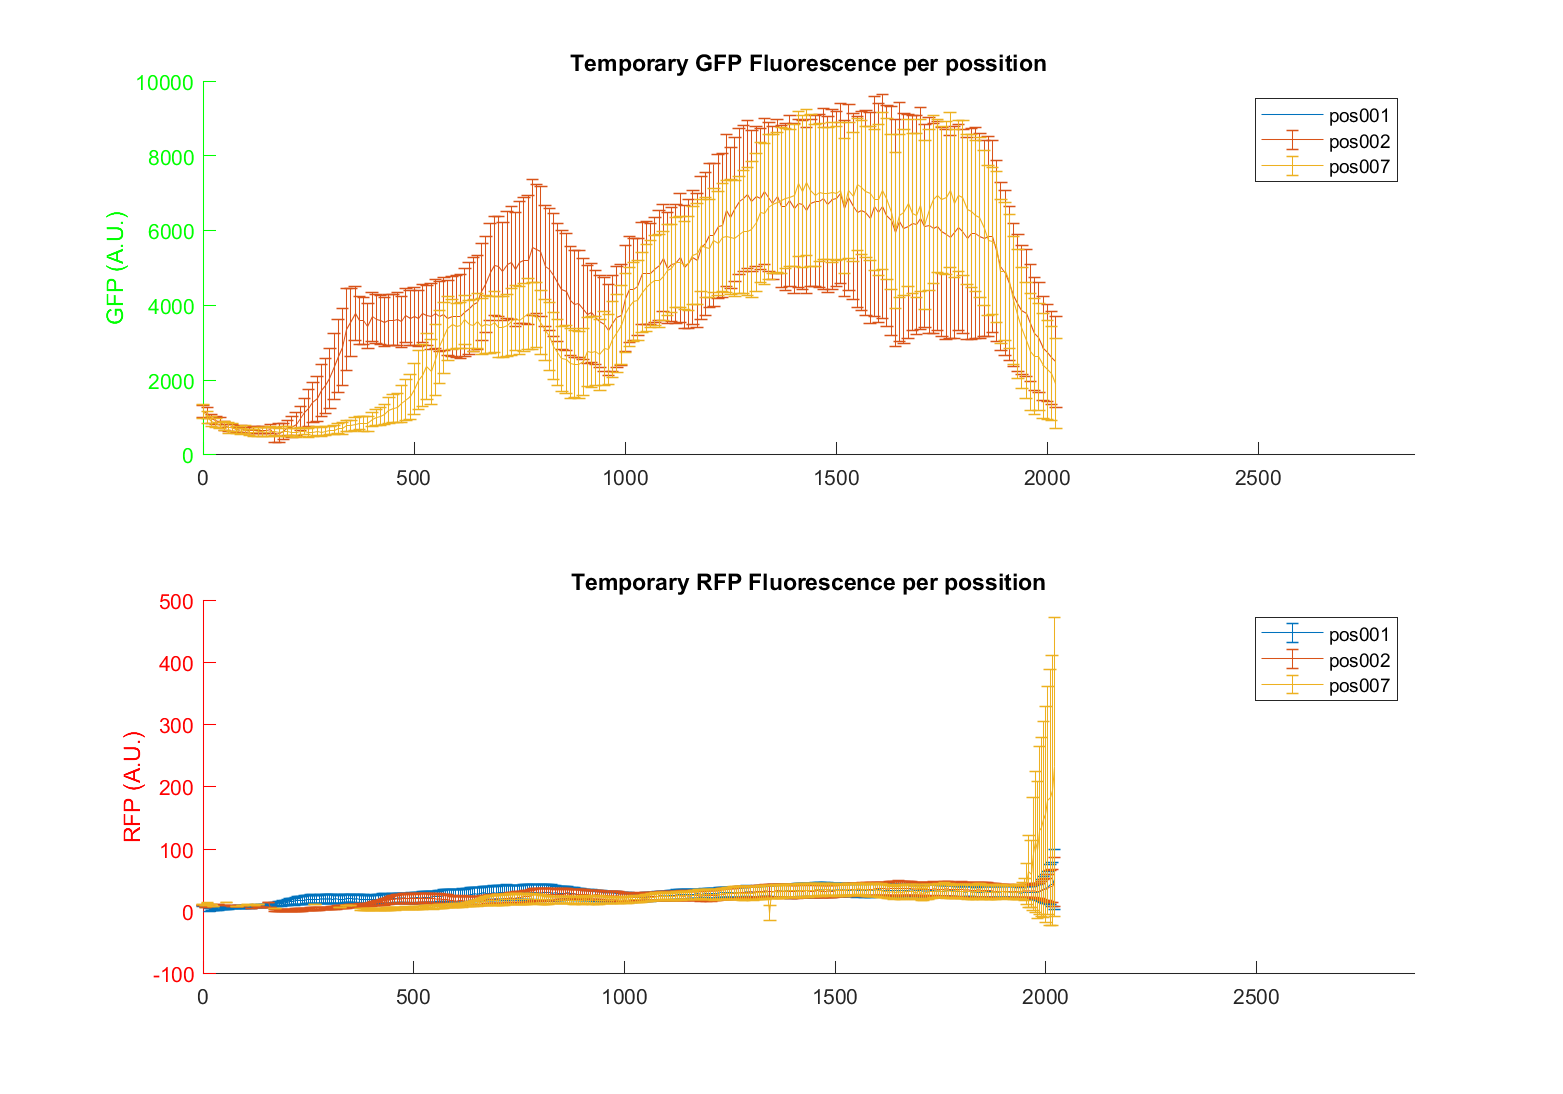 Temporary GFP Fluorescence per possition
10000
8000
6000
4000
2000
0
GFP (A.U.)
0 500 1000 1500 2000 2500
pos001
pos002
pos007
Temporary RFP Fluorescence per possition
500
400
300
200
100
0
-100
RFP (A.U.)
0 500 1000 1500 2000 2500
pos001
pos002
pos007